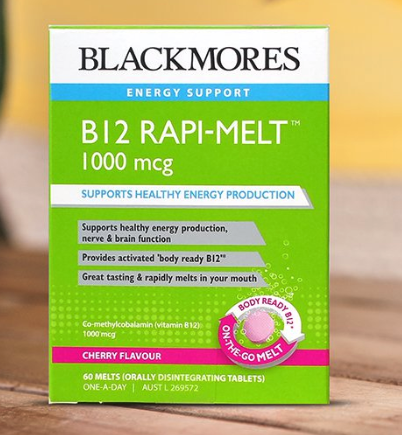 BLACKMORES
ENERGY SUPPORT
B12 RAPI-MELT™
1000 mcg
SUPPORTS HEALTHY ENERGY PRODUCTION
Supports healthy energy production,
nerve & brain function
Provides activated 'body ready B12'*
Great tasting & rapidly melts in your mouth
BODY READY B12*
ON-THE-GO MELT
Co-methylcobalamin (vitamin B12)
1000 mcg
CHERRY FLAVOUR
60 MELTS (ORALLY DISINTEGRATING TABLETS)
ONE-A-DAY | AUST L 269572